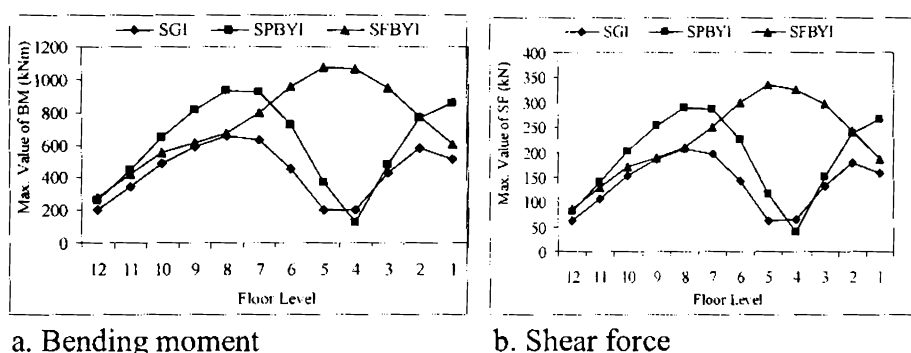 SGI SPBYI SFBYI
Max. Value of BM (kNm)
1200
1000
800
600
400
200
0
12 11 10 9 8 7 6 5 4 3 2 1
Floor Level
a. Bending moment
SGI SPBYI SFBYI
Max. Value of SF (kN)
400
350
300
250
200
150
100
50
0
12 11 10 9 8 7 6 5 4 3 2 1
Floor Level
b. Shear force